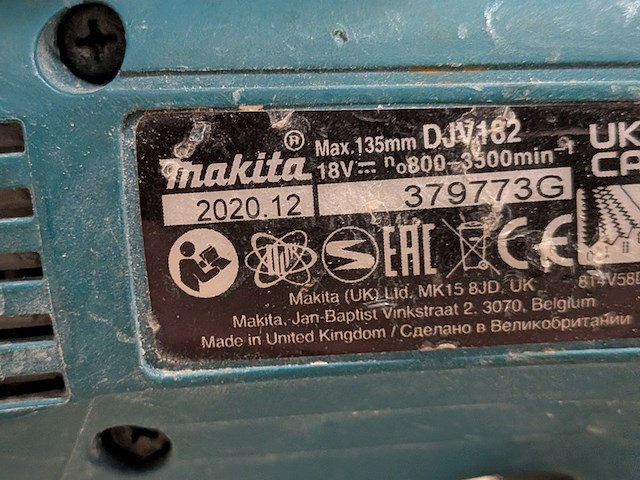 makita ® Max.135mm DJV182
18V n₀800-3500min⁻¹
2020.12 379773G
UK
CA
EAC
CE
Makita (UK) Ltd. MK15 8JD. UK
Makita, Jan-Baptist Vinkstraat 2, 3070, Belgium
Made in United Kingdom / Сделано в Великобритании